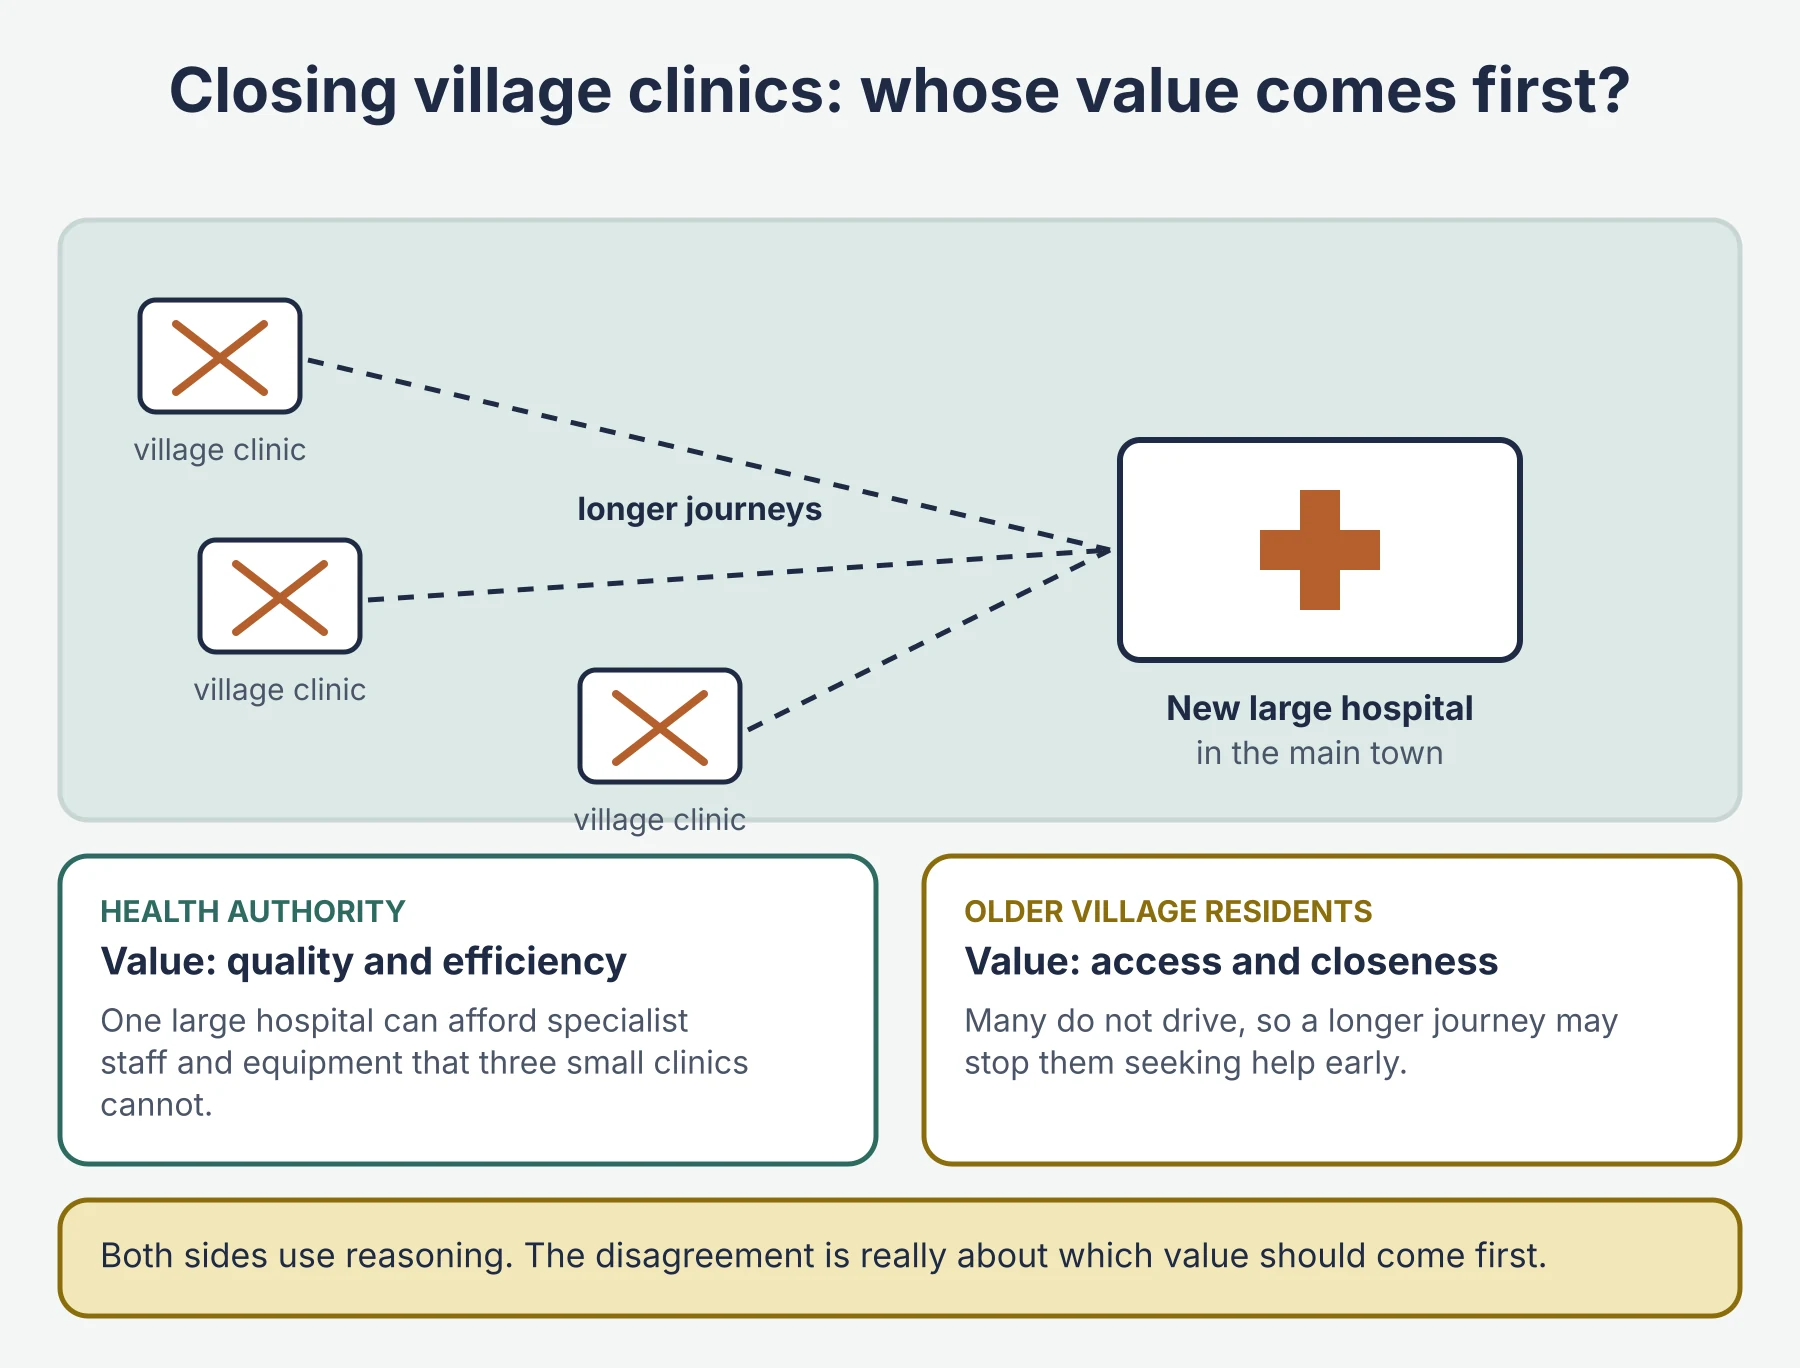 Closing village clinics: whose value comes first?
village clinic
longer journeys
village clinic
New large hospital
in the main town
village clinic
HEALTH AUTHORITY
Value: quality and efficiency
One large hospital can afford specialist
staff and equipment that three small clinics
cannot.
OLDER VILLAGE RESIDENTS
Value: access and closeness
Many do not drive, so a longer journey may
stop them seeking help early.
Both sides use reasoning. The disagreement is really about which value should come first.